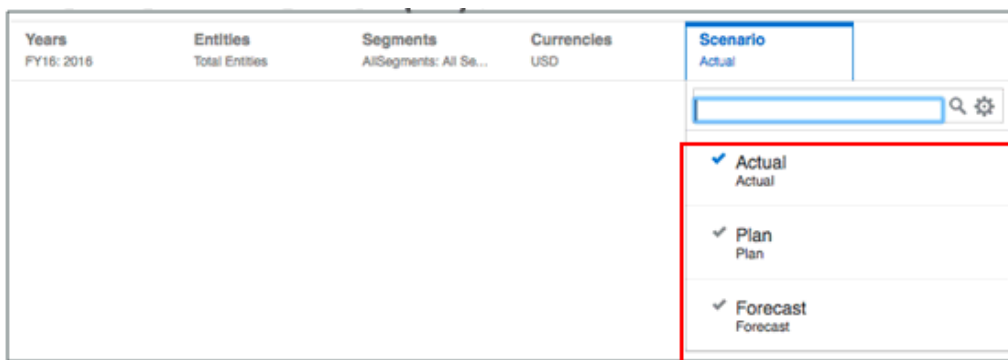 Years Entities Segments Currencies Scenario
FY16: 2016 Total Entities AllSegments: All Se... USD Actual
Actual
Actual
Plan
Plan
Forecast
Forecast